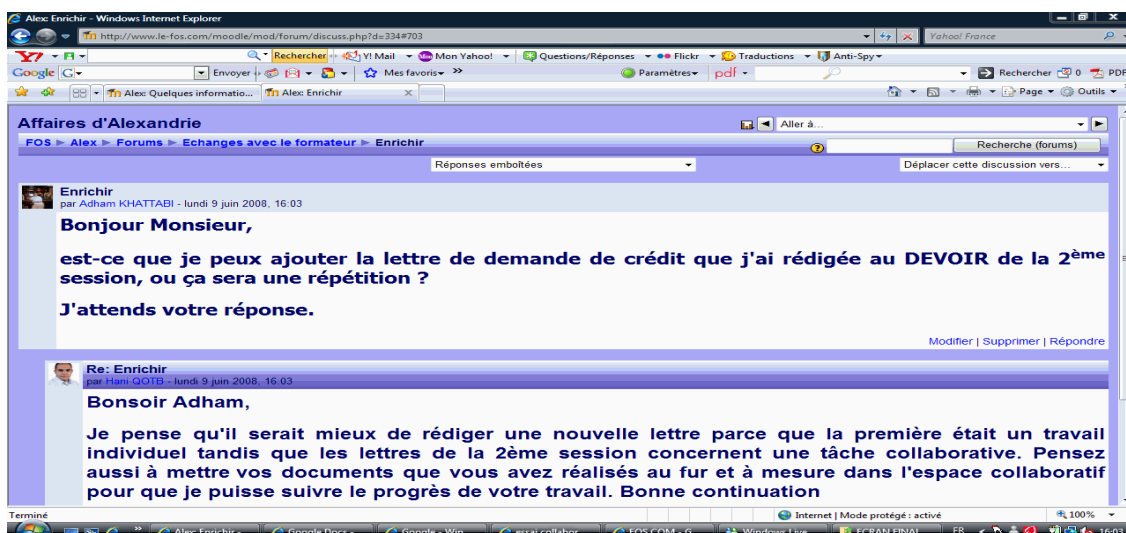 Alex: Enrichir - Windows Internet Explorer
http://www.le-fos.com/moodle/mod/forum/discuss.php?d=334#703
Yahoo! France
Y! Rechercher Y! Mail Mon Yahoo! Questions/Réponses Flickr Traductions Anti-Spy
Google G Envoyer Mes favoris Paramètres pdf Rechercher 0 PDF
Alex: Quelques informatio... Alex: Enrichir Page Outils
Affaires d'Alexandrie
Aller à...
FOS Alex Forums Echanges avec le formateur Enrichir
Recherche (forums)
Réponses emboîtées
Déplacer cette discussion vers...
Enrichir
par Adham KHATTABI - lundi 9 juin 2008, 16:03
Bonjour Monsieur,
est-ce que je peux ajouter la lettre de demande de crédit que j'ai rédigée au DEVOIR de la 2ème
session, ou ça sera une répétition ?
J'attends votre réponse.
Modifier | Supprimer | Répondre
Re: Enrichir
par Hani QOTB - lundi 9 juin 2008, 16:03
Bonsoir Adham,
Je pense qu'il serait mieux de rédiger une nouvelle lettre parce que la première était un travail
individuel tandis que les lettres de la 2ème session concernent une tâche collaborative. Pensez
aussi à mettre vos documents que vous avez réalisés au fur et à mesure dans l'espace collaboratif
pour que je puisse suivre le progrès de votre travail. Bonne continuation
Terminé
Internet | Mode protégé : activé
100%
Alex: Enrichir - Google Docs - Google - Win essai collabor FOS.COM - G Windows Live ECRAN FINAL FR 16:03